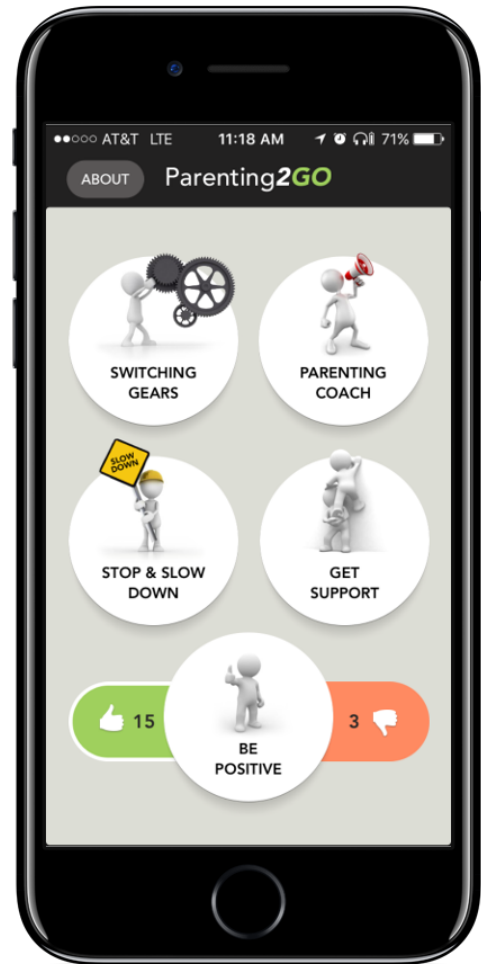 AT&T LTE 11:18 AM 71%
ABOUT Parenting2GO
SWITCHING
GEARS
PARENTING
COACH
SLOW
DOWN
STOP & SLOW
DOWN
GET
SUPPORT
15
BE
POSITIVE
3